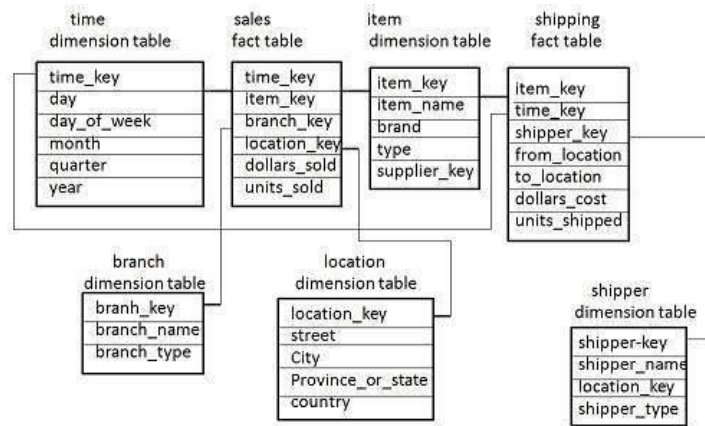 time
dimension table
time_key
day
day_of_week
month
quarter
year
sales
fact table
time_key
item_key
branch_key
location_key
dollars_sold
units_sold
item
dimension table
item_key
item_name
brand
type
supplier_key
shipping
fact table
item_key
time_key
shipper_key
from_location
to_location
dollars_cost
units_shipped
branch
dimension table
branh_key
branch_name
branch_type
location
dimension table
location_key
street
City
Province_or_state
country
shipper
dimension table
shipper-key
shipper_name
location_key
shipper_type